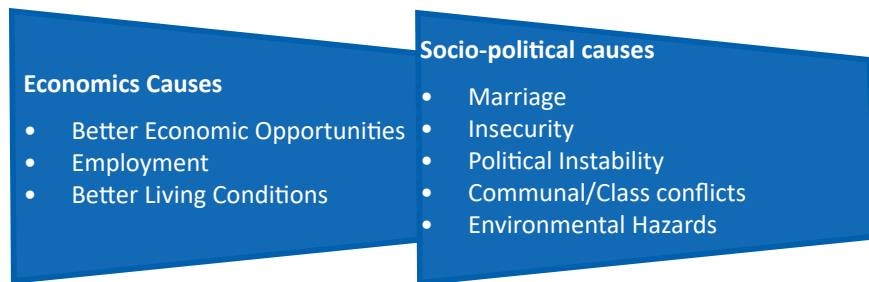 Economics Causes
• Better Economic Opportunities
• Employment
• Better Living Conditions
Socio-political causes
• Marriage
• Insecurity
• Political Instability
• Communal/Class conflicts
• Environmental Hazards